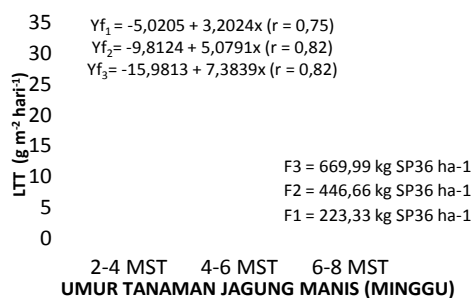 35
30
25
20
15
10
5
0
LTT (g m-2 hari-1)
Yf1 = -5,0205 + 3,2024x (r = 0,75)
Yf2 = -9,8124 + 5,0791x (r = 0,82)
Yf3= -15,9813 + 7,3839x (r = 0,82)
F3 = 669,99 kg SP36 ha-1
F2 = 446,66 kg SP36 ha-1
F1 = 223,33 kg SP36 ha-1
2-4 MST 4-6 MST 6-8 MST
UMUR TANAMAN JAGUNG MANIS (MINGGU)